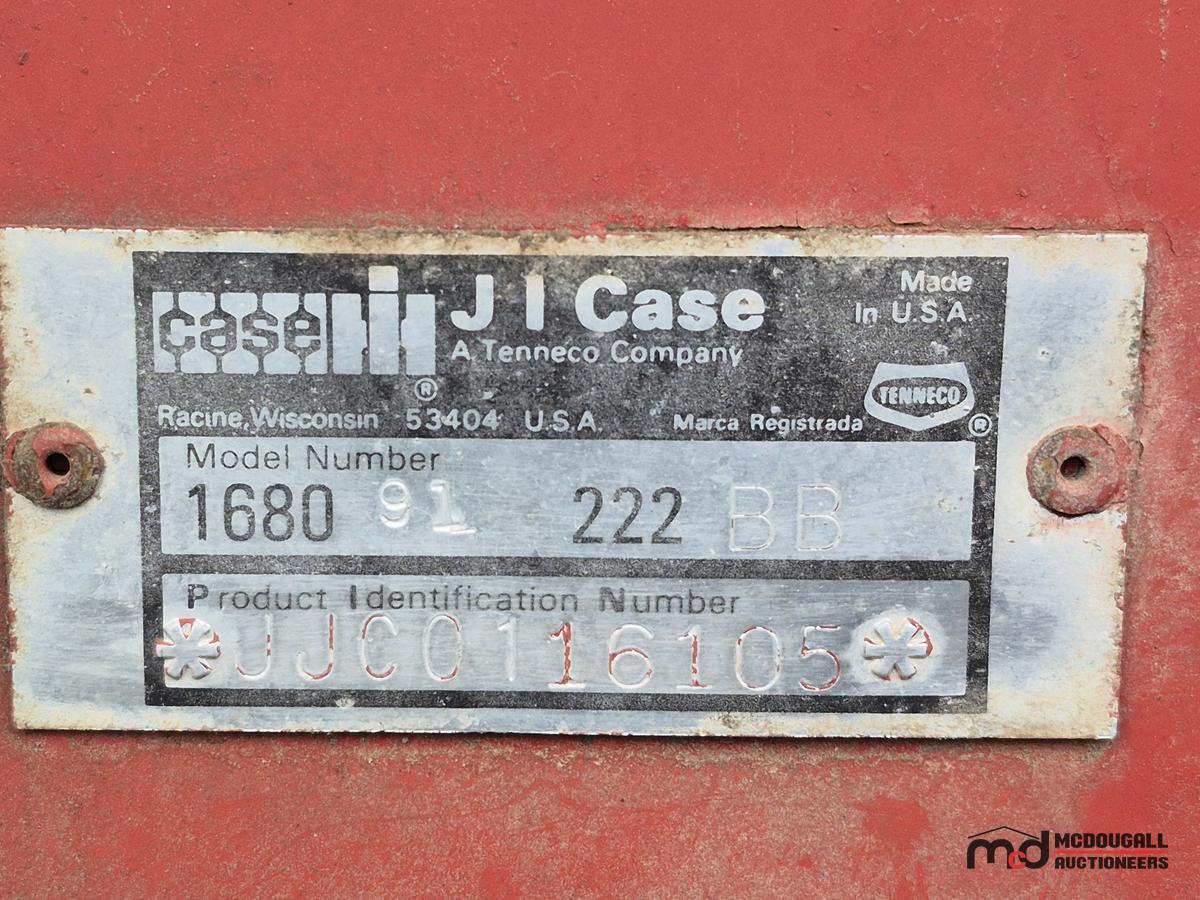 case IH ® J I Case
A Tenneco Company
Made
In U.S.A.
TENNECO ®
Racine, Wisconsin 53404 U.S.A. Marca Registrada
Model Number
1680 91 222 BB
Product Identification Number
*JJC0116105*
mcd MCDOUGALL
AUCTIONEERS